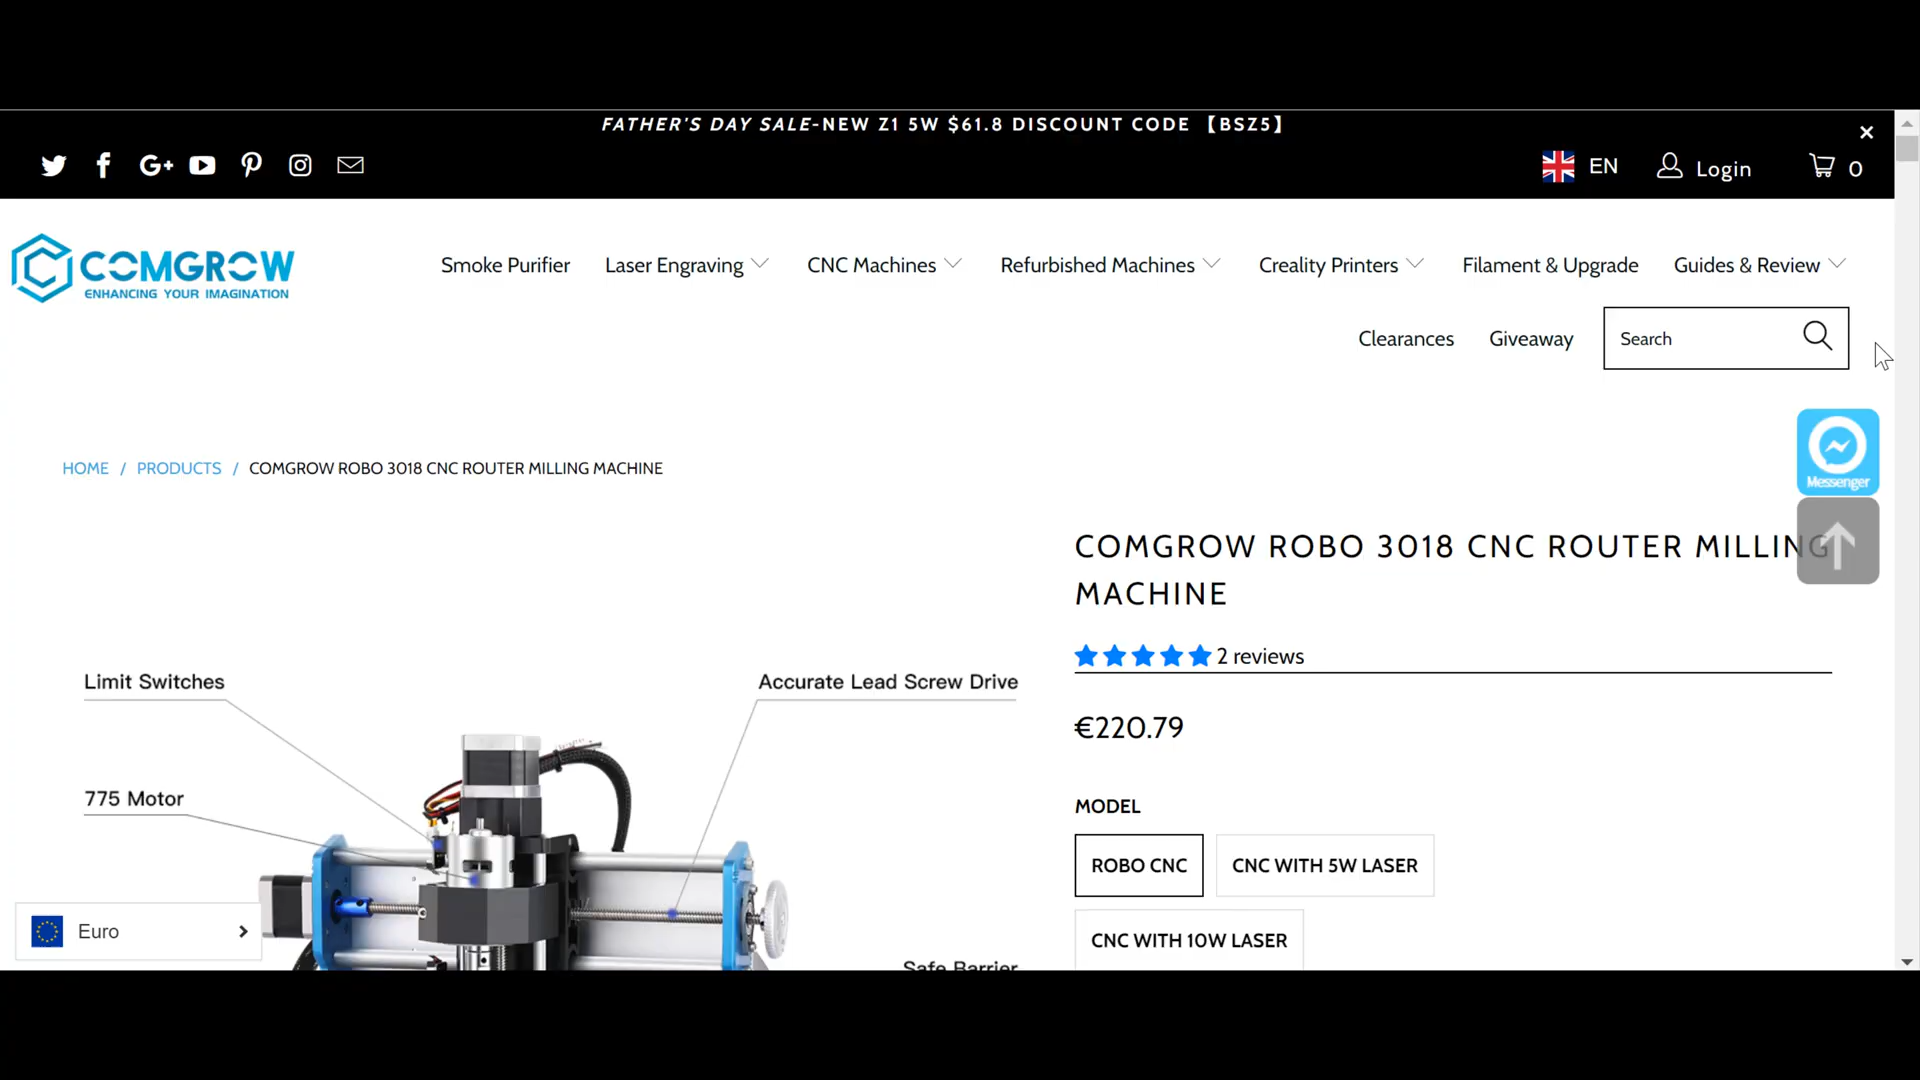 FATHER'S DAY SALE-NEW Z1 5W $61.8 DISCOUNT CODE 【BSZ5】
G+
EN
Login
0
COMGROW
ENHANCING YOUR IMAGINATION
Smoke Purifier
Laser Engraving
CNC Machines
Refurbished Machines
Creality Printers
Filament & Upgrade
Guides & Review
Clearances
Giveaway
Search
Messenger
HOME / PRODUCTS / COMGROW ROBO 3018 CNC ROUTER MILLING MACHINE
COMGROW ROBO 3018 CNC ROUTER MILLING
MACHINE
2 reviews
Limit Switches
Accurate Lead Screw Drive
€220.79
775 Motor
MODEL
ROBO CNC
CNC WITH 5W LASER
Euro
CNC WITH 10W LASER
Safe Barrier